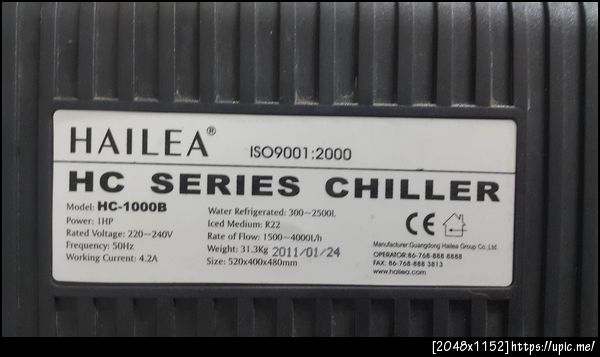 HAILEA® ISO9001:2000
HC SERIES CHILLER
Model: HC-1000B
Power: 1HP
Rated Voltage: 220~240V
Frequency: 50Hz
Working Current: 4.2A
Water Refrigerated: 300~2500L
Iced Medium: R22
Rate of Flow: 1500~4000L/h
Weight: 31.3Kg 2011/01/24
Size: 520x400x480mm
CE
Manufacturer:Guangdong Hailea Group Co.,Ltd.
OPERATOR:86-768-888 8888
FAX: 86-768-888 3813
www.hailea.com
[2048x1152]https://upic.me/